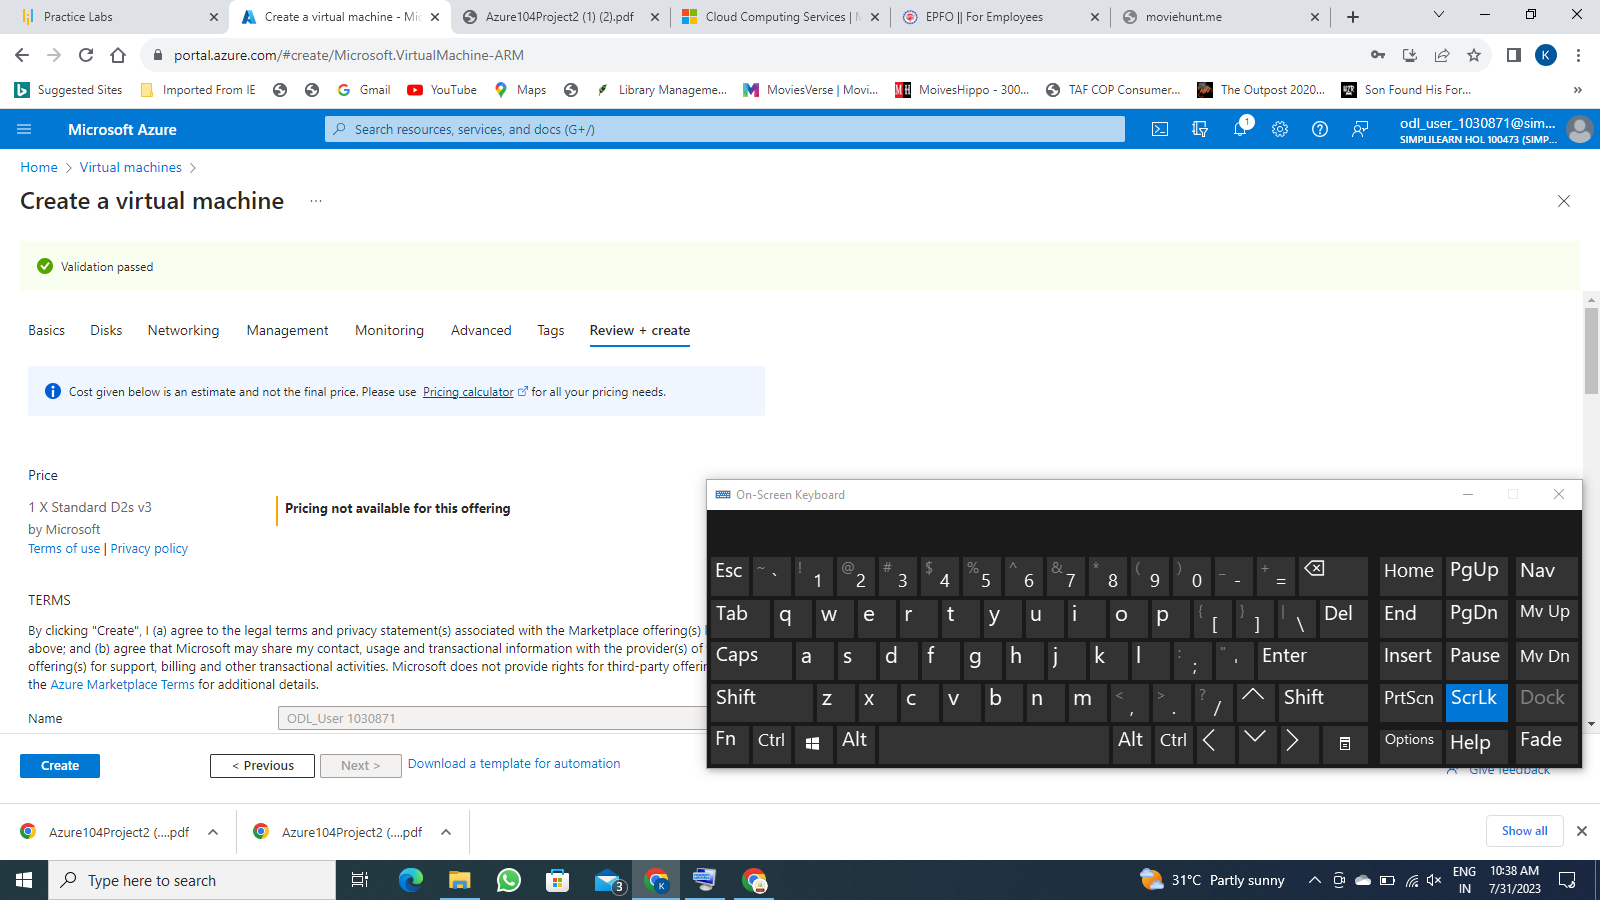 Practice Labs
Create a virtual machine - Mic
Azure104Project2 (1) (2).pdf
Cloud Computing Services | M
EPFO || For Employees
moviehunt.me
portal.azure.com/#create/Microsoft.VirtualMachine-ARM
K
Suggested Sites
Imported From IE
Gmail
YouTube
Maps
Library Manageme...
MoviesVerse | Movi...
MoivesHippo - 300...
TAF COP Consumer...
The Outpost 2020...
Son Found His For...
»
Microsoft Azure
Search resources, services, and docs (G+/)
1
odl_user_1030871@sim...
SIMPLILEARN HOL 100473 (SIMP...
Home > Virtual machines >
Create a virtual machine ...
Validation passed
Basics Disks Networking Management Monitoring Advanced Tags Review + create
Cost given below is an estimate and not the final price. Please use Pricing calculator for all your pricing needs.
Price
1 X Standard D2s v3
by Microsoft
Terms of use | Privacy policy
Pricing not available for this offering
TERMS
By clicking "Create", I (a) agree to the legal terms and privacy statement(s) associated with the Marketplace offering(s)
above; and (b) agree that Microsoft may share my contact, usage and transactional information with the provider(s) of
offering(s) for support, billing and other transactional activities. Microsoft does not provide rights for third-party offerin
the Azure Marketplace Terms for additional details.
Name
ODL_User 1030871
On-Screen Keyboard
Esc ~ ` ! 1 @ 2 # 3 $ 4 % 5 ^ 6 & 7 * 8 ( 9 ) 0 _ - + = Home PgUp Nav
Tab q w e r t y u i o p { [ } ] | \ Del End PgDn Mv Up
Caps a s d f g h j k l : ; " ' Enter Insert Pause Mv Dn
Shift z x c v b n m < , > . ? / Shift PrtScn ScrLk Dock
Fn Ctrl Alt Alt Ctrl Options Help Fade
Create
< Previous
Next >
Download a template for automation
Give feedback
Azure104Project2 (....pdf
Azure104Project2 (....pdf
Show all
Type here to search
3
K
31°C Partly sunny
ENG
IN
10:38 AM
7/31/2023